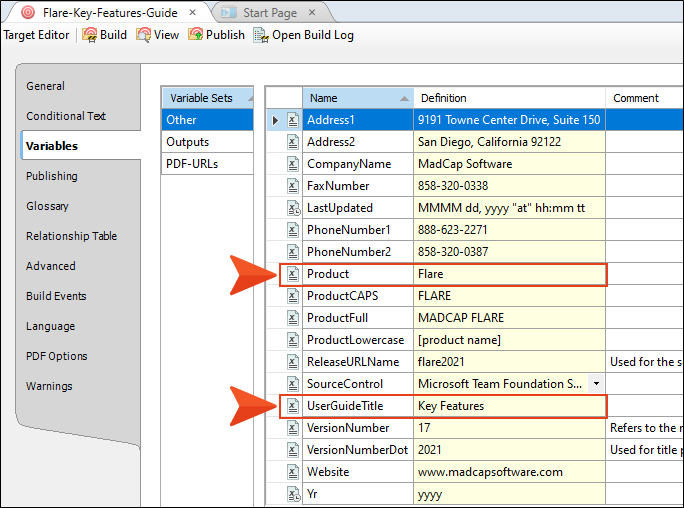 Flare-Key-Features-Guide Start Page
Target Editor Build View Publish Open Build Log
General
Conditional Text
Variables
Publishing
Glossary
Relationship Table
Advanced
Build Events
Language
PDF Options
Warnings
Variable Sets
Other
Outputs
PDF-URLs
Name Definition Comment
Address1 9191 Towne Center Drive, Suite 150
Address2 San Diego, California 92122
CompanyName MadCap Software
FaxNumber 858-320-0338
LastUpdated MMMM dd, yyyy "at" hh:mm tt
PhoneNumber1 888-623-2271
PhoneNumber2 858-320-0387
Product Flare
ProductCAPS FLARE
ProductFull MADCAP FLARE
ProductLowercase [product name]
ReleaseURLName flare2021 Used for the s
SourceControl Microsoft Team Foundation S...
UserGuideTitle Key Features
VersionNumber 17 Refers to the r
VersionNumberDot 2021 Used for title p
Website www.madcapsoftware.com
Yr yyyy